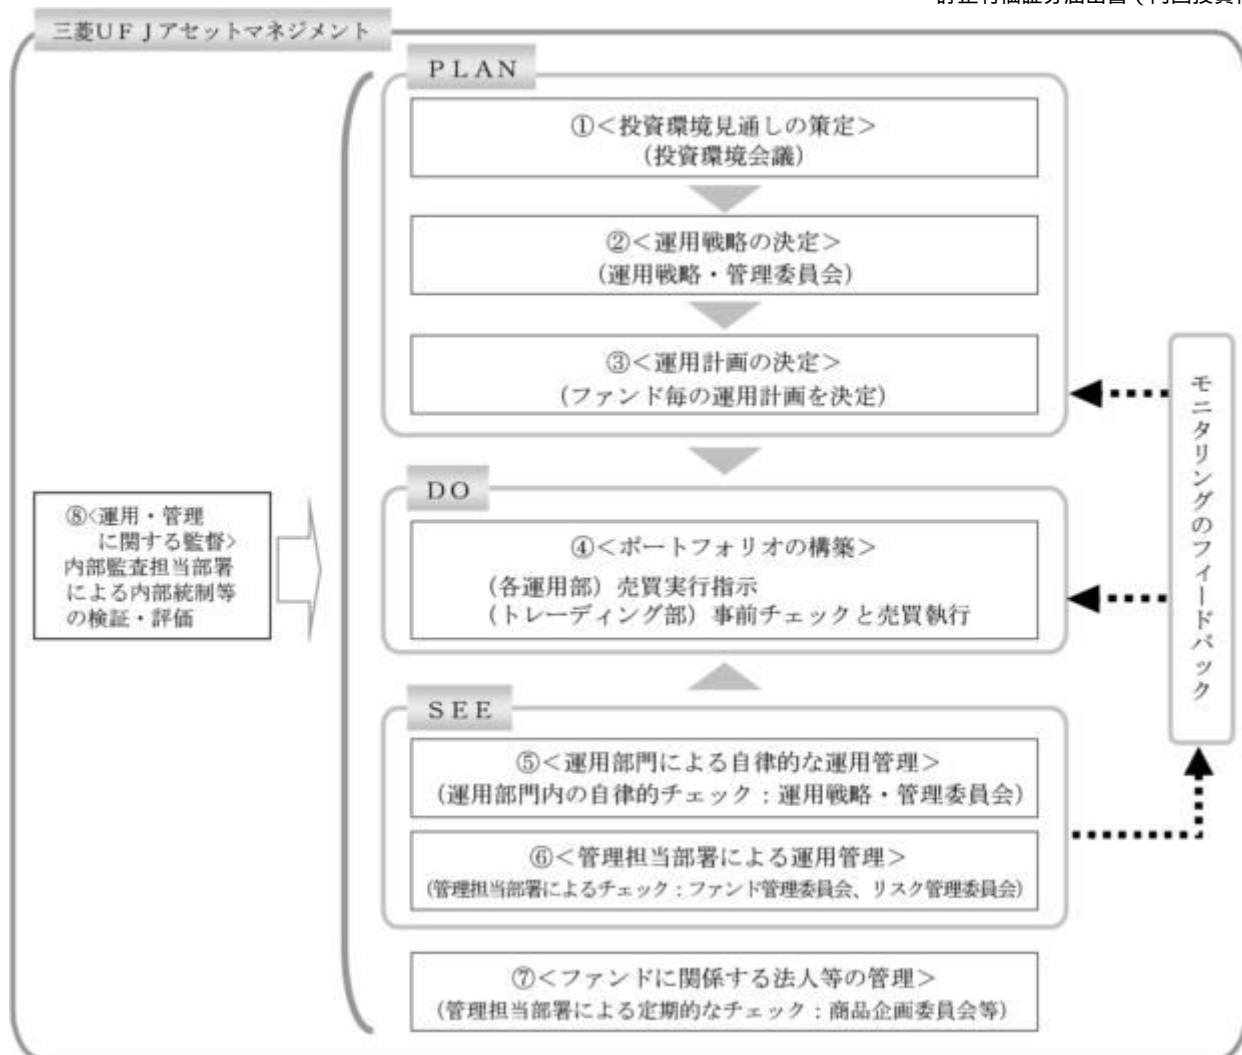 三菱UFJアセットマネジメント
PLAN
①<投資環境見通しの策定>
(投資環境会議)
②<運用戦略の決定>
(運用戦略・管理委員会)
③<運用計画の決定>
(ファンド毎の運用計画を決定)
DO
④<ポートフォリオの構築>
(各運用部)売買実行指示
(トレーディング部)事前チェックと売買執行
SEE
⑤<運用部門による自律的な運用管理>
(運用部門内の自律的チェック:運用戦略・管理委員会)
⑥<管理担当部署による運用管理>
(管理担当部署によるチェック:ファンド管理委員会、リスク管理委員会)
⑦<ファンドに関係する法人等の管理>
(管理担当部署による定期的なチェック:商品企画委員会等)
⑧<運用・管理
に関する監督>
内部監査担当部署
による内部統制等
の検証・評価
モニタリングのフィードバック